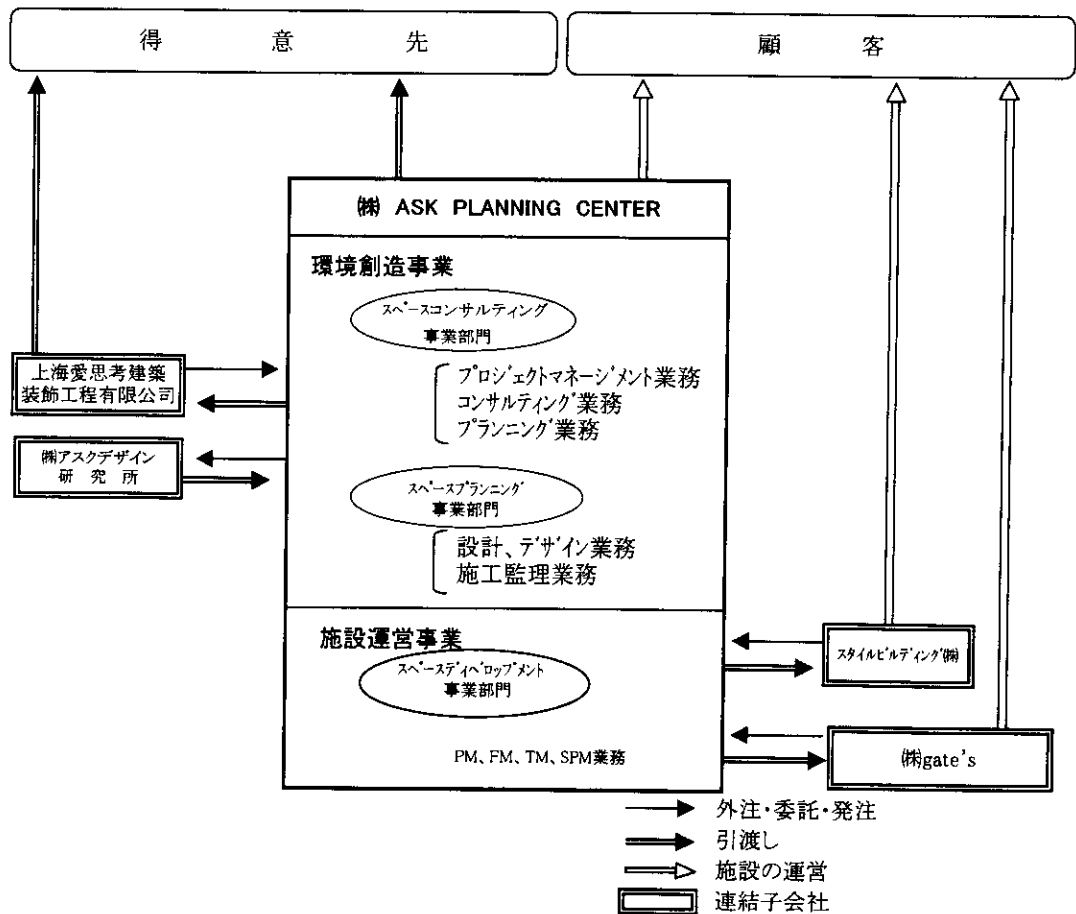 得意先
顧客
㈱ ASK PLANNING CENTER
環境創造事業
スペースコンサルティング
事業部門
プロジェクトマネージメント業務
コンサルティング業務
プランニング業務
上海愛思考建築
装飾工程有限公司
㈱アスクデザイン
研究所
スペースプランニング
事業部門
設計、デザイン業務
施工監理業務
施設運営事業
スペースディベロップメント
事業部門
PM、FM、TM、SPM業務
スタイルビルディング㈱
㈱gate's
外注・委託・発注
引渡し
施設の運営
連結子会社